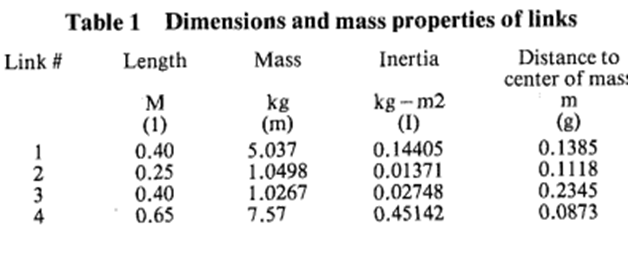 Table 1 Dimensions and mass properties of links
Link # Length Mass Inertia Distance to
center of mass
M kg kg – m2 m
(1) (m) (I) (g)
1 0.40 5.037 0.14405 0.1385
2 0.25 1.0498 0.01371 0.1118
3 0.40 1.0267 0.02748 0.2345
4 0.65 7.57 0.45142 0.0873